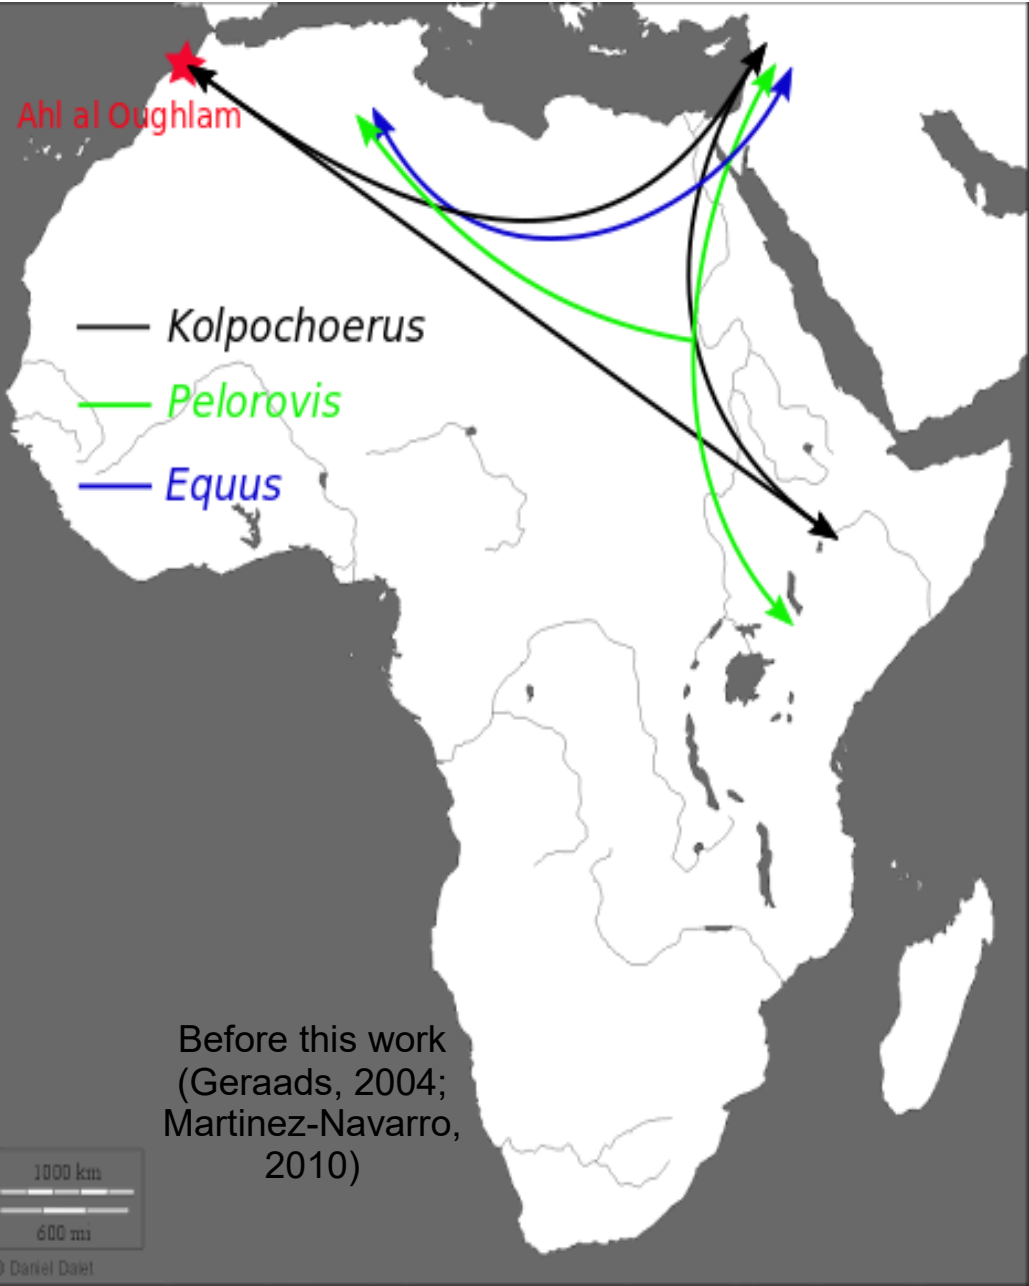 Ahl al Oughlam
Kolpochoerus
Pelorovis
Equus
Before this work
(Geraads, 2004;
Martinez-Navarro,
2010)
1000 km
600 mi
Daniel Dalet